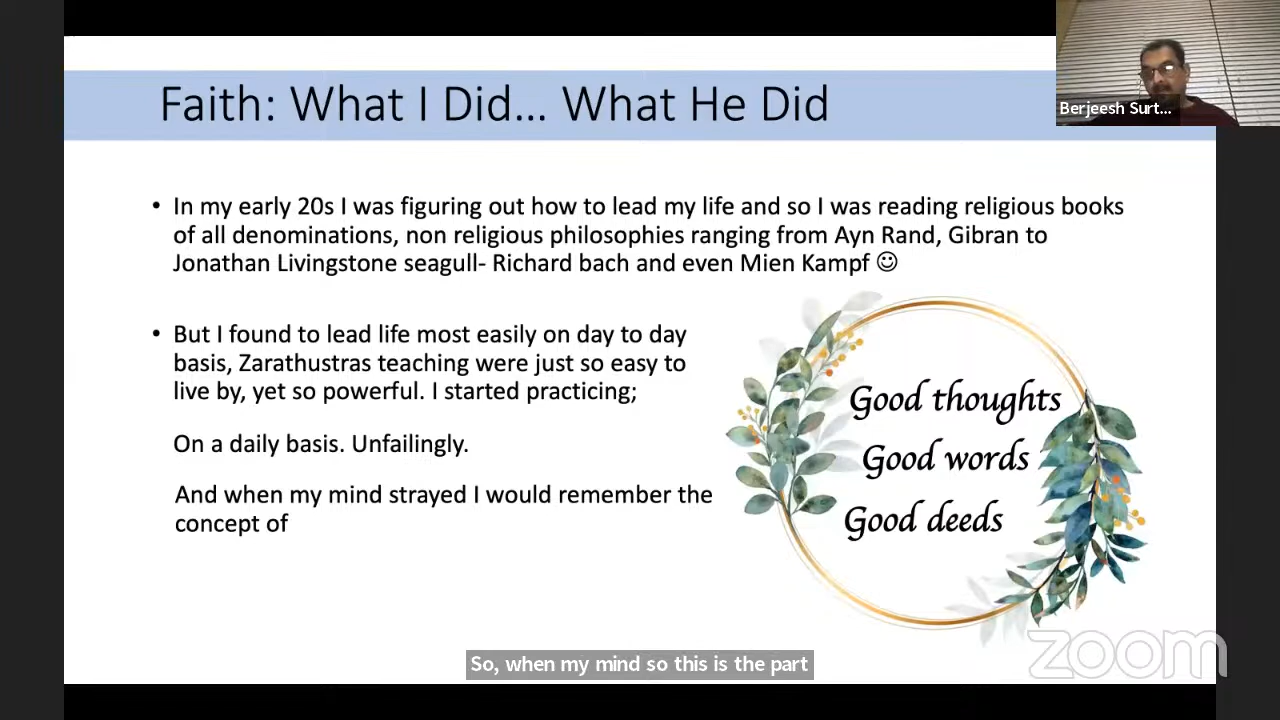 Faith: What I Did... What He Did
Berjeesh Surt...
• In my early 20s I was figuring out how to lead my life and so I was reading religious books
of all denominations, non religious philosophies ranging from Ayn Rand, Gibran to
Jonathan Livingstone seagull- Richard bach and even Mien Kampf ☺
• But I found to lead life most easily on day to day
basis, Zarathustras teaching were just so easy to
live by, yet so powerful. I started practicing;
On a daily basis. Unfailingly.
And when my mind strayed I would remember the
concept of
Good thoughts
Good words
Good deeds
So, when my mind so this is the part
zoom